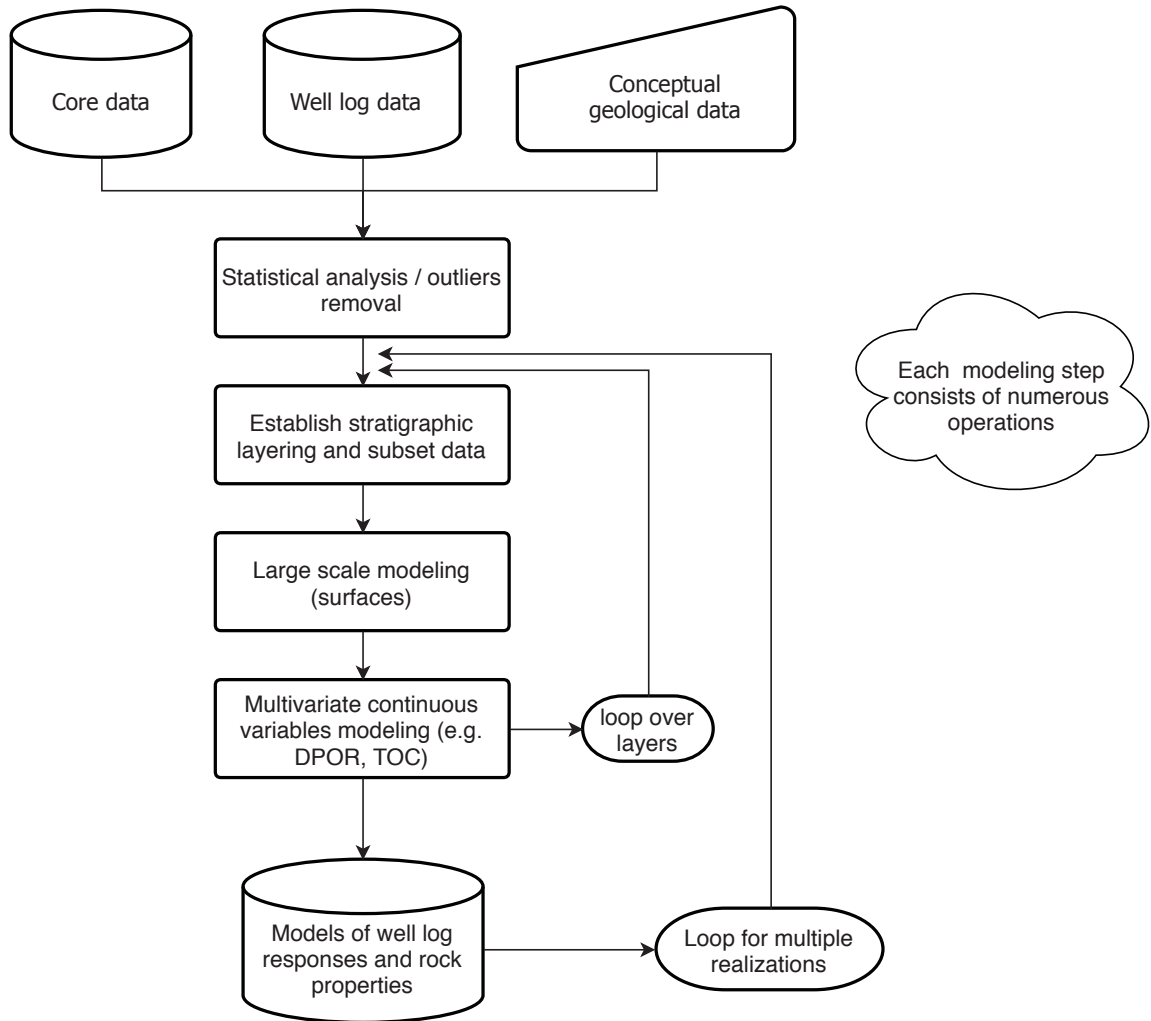 Core data
Well log data
Conceptual
geological data
Statistical analysis / outliers
removal
Each modeling step
consists of numerous
operations
Establish stratigraphic
layering and subset data
Large scale modeling
(surfaces)
Multivariate continuous
variables modeling (e.g.
DPOR, TOC)
loop over
layers
Models of well log
responses and rock
properties
Loop for multiple
realizations